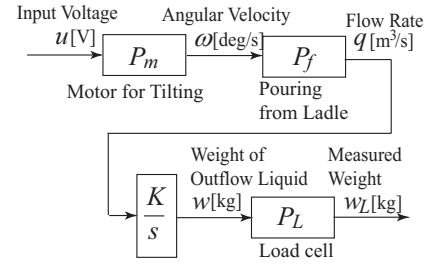 Input Voltage
u[V]
P_m
Motor for Tilting
Angular Velocity
ω[deg/s]
P_f
Pouring
from Ladle
Flow Rate
q[m³/s]
K
s
Weight of
Outflow Liquid
w[kg]
P_L
Load cell
Measured
Weight
w_L[kg]